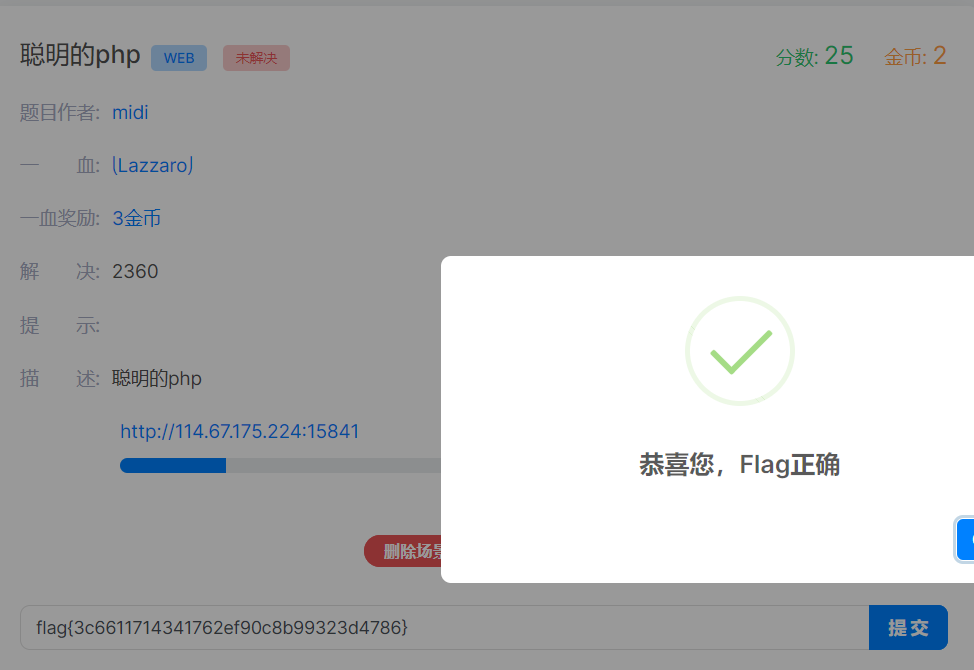 聪明的php WEB 未解决 分数: 25 金币: 2
题目作者: midi
一 血: (Lazzaro)
一血奖励: 3金币
解 决: 2360
提 示:
描 述: 聪明的php
http://114.67.175.224:15841
恭喜您，Flag正确
删除场景
flag{3c6611714341762ef90c8b99323d4786} 提交